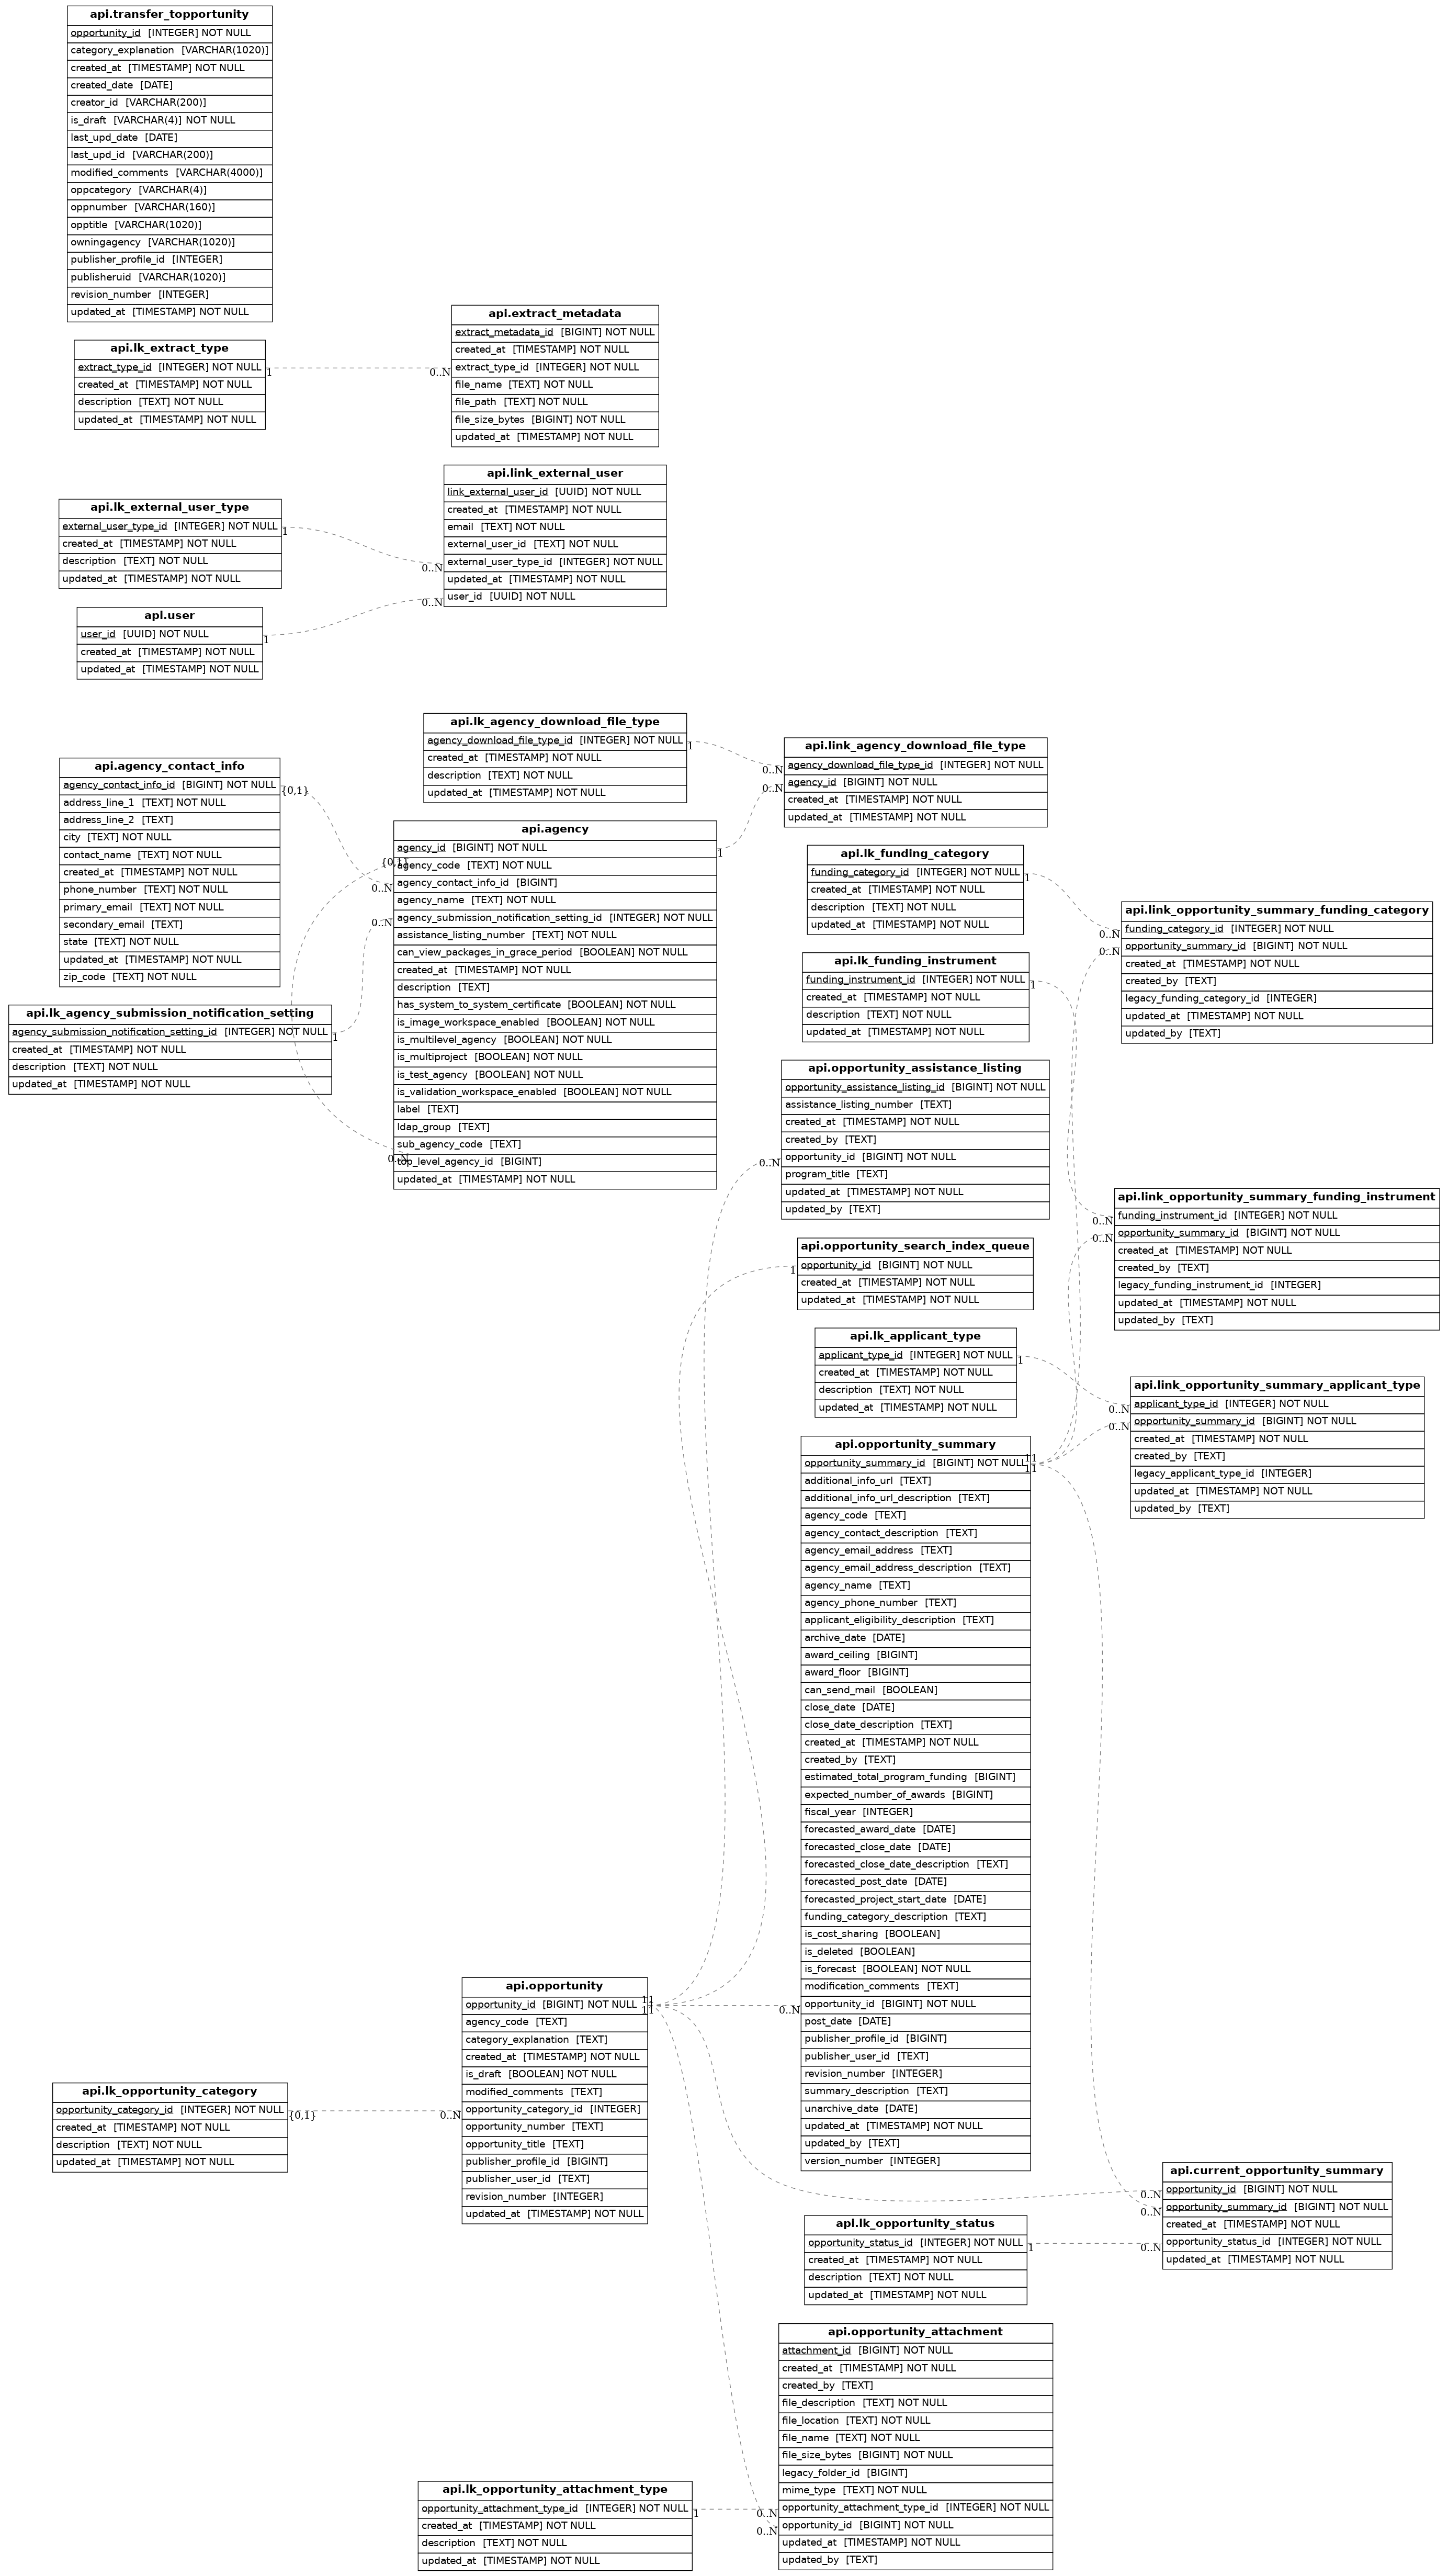 api.transfer_topportunity
opportunity_id [INTEGER] NOT NULL
category_explanation [VARCHAR(1020)]
created_at [TIMESTAMP] NOT NULL
created_date [DATE]
creator_id [VARCHAR(200)]
is_draft [VARCHAR(4)] NOT NULL
last_upd_date [DATE]
last_upd_id [VARCHAR(200)]
modified_comments [VARCHAR(4000)]
oppcategory [VARCHAR(4)]
oppnumber [VARCHAR(160)]
opptitle [VARCHAR(1020)]
owningagency [VARCHAR(1020)]
publisher_profile_id [INTEGER]
publisheruid [VARCHAR(1020)]
revision_number [INTEGER]
updated_at [TIMESTAMP] NOT NULL
api.lk_extract_type
extract_type_id [INTEGER] NOT NULL
created_at [TIMESTAMP] NOT NULL
description [TEXT] NOT NULL
updated_at [TIMESTAMP] NOT NULL
1
0..N
api.extract_metadata
extract_metadata_id [BIGINT] NOT NULL
created_at [TIMESTAMP] NOT NULL
extract_type_id [INTEGER] NOT NULL
file_name [TEXT] NOT NULL
file_path [TEXT] NOT NULL
file_size_bytes [BIGINT] NOT NULL
updated_at [TIMESTAMP] NOT NULL
api.lk_external_user_type
external_user_type_id [INTEGER] NOT NULL
created_at [TIMESTAMP] NOT NULL
description [TEXT] NOT NULL
updated_at [TIMESTAMP] NOT NULL
1
0..N
api.link_external_user
link_external_user_id [UUID] NOT NULL
created_at [TIMESTAMP] NOT NULL
email [TEXT] NOT NULL
external_user_id [TEXT] NOT NULL
external_user_type_id [INTEGER] NOT NULL
updated_at [TIMESTAMP] NOT NULL
user_id [UUID] NOT NULL
api.user
user_id [UUID] NOT NULL
created_at [TIMESTAMP] NOT NULL
updated_at [TIMESTAMP] NOT NULL
1
0..N
api.agency_contact_info
agency_contact_info_id [BIGINT] NOT NULL
address_line_1 [TEXT] NOT NULL
address_line_2 [TEXT]
city [TEXT] NOT NULL
contact_name [TEXT] NOT NULL
created_at [TIMESTAMP] NOT NULL
phone_number [TEXT] NOT NULL
primary_email [TEXT] NOT NULL
secondary_email [TEXT]
state [TEXT] NOT NULL
updated_at [TIMESTAMP] NOT NULL
zip_code [TEXT] NOT NULL
{0,1}
0..N
api.lk_agency_submission_notification_setting
agency_submission_notification_setting_id [INTEGER] NOT NULL
created_at [TIMESTAMP] NOT NULL
description [TEXT] NOT NULL
updated_at [TIMESTAMP] NOT NULL
1
0..N
api.lk_agency_download_file_type
agency_download_file_type_id [INTEGER] NOT NULL
created_at [TIMESTAMP] NOT NULL
description [TEXT] NOT NULL
updated_at [TIMESTAMP] NOT NULL
1
0..N
api.agency
agency_id [BIGINT] NOT NULL
agency_code [TEXT] NOT NULL
agency_contact_info_id [BIGINT]
agency_name [TEXT] NOT NULL
agency_submission_notification_setting_id [INTEGER] NOT NULL
assistance_listing_number [TEXT] NOT NULL
can_view_packages_in_grace_period [BOOLEAN] NOT NULL
created_at [TIMESTAMP] NOT NULL
description [TEXT]
has_system_to_system_certificate [BOOLEAN] NOT NULL
is_image_workspace_enabled [BOOLEAN] NOT NULL
is_multilevel_agency [BOOLEAN] NOT NULL
is_multiproject [BOOLEAN] NOT NULL
is_test_agency [BOOLEAN] NOT NULL
is_validation_workspace_enabled [BOOLEAN] NOT NULL
label [TEXT]
ldap_group [TEXT]
sub_agency_code [TEXT]
top_level_agency_id [BIGINT]
updated_at [TIMESTAMP] NOT NULL
{0,1}
0..N
1
0..N
api.link_agency_download_file_type
agency_download_file_type_id [INTEGER] NOT NULL
agency_id [BIGINT] NOT NULL
created_at [TIMESTAMP] NOT NULL
updated_at [TIMESTAMP] NOT NULL
api.lk_funding_category
funding_category_id [INTEGER] NOT NULL
created_at [TIMESTAMP] NOT NULL
description [TEXT] NOT NULL
updated_at [TIMESTAMP] NOT NULL
1
0..N
0..N
api.link_opportunity_summary_funding_category
funding_category_id [INTEGER] NOT NULL
opportunity_summary_id [BIGINT] NOT NULL
created_at [TIMESTAMP] NOT NULL
created_by [TEXT]
legacy_funding_category_id [INTEGER]
updated_at [TIMESTAMP] NOT NULL
updated_by [TEXT]
api.lk_funding_instrument
funding_instrument_id [INTEGER] NOT NULL
created_at [TIMESTAMP] NOT NULL
description [TEXT] NOT NULL
updated_at [TIMESTAMP] NOT NULL
1
api.opportunity_assistance_listing
opportunity_assistance_listing_id [BIGINT] NOT NULL
assistance_listing_number [TEXT]
created_at [TIMESTAMP] NOT NULL
created_by [TEXT]
opportunity_id [BIGINT] NOT NULL
program_title [TEXT]
updated_at [TIMESTAMP] NOT NULL
updated_by [TEXT]
0..N
0..N
0..N
api.link_opportunity_summary_funding_instrument
funding_instrument_id [INTEGER] NOT NULL
opportunity_summary_id [BIGINT] NOT NULL
created_at [TIMESTAMP] NOT NULL
created_by [TEXT]
legacy_funding_instrument_id [INTEGER]
updated_at [TIMESTAMP] NOT NULL
updated_by [TEXT]
api.opportunity_search_index_queue
opportunity_id [BIGINT] NOT NULL
created_at [TIMESTAMP] NOT NULL
updated_at [TIMESTAMP] NOT NULL
1
api.lk_applicant_type
applicant_type_id [INTEGER] NOT NULL
created_at [TIMESTAMP] NOT NULL
description [TEXT] NOT NULL
updated_at [TIMESTAMP] NOT NULL
1
0..N
0..N
api.link_opportunity_summary_applicant_type
applicant_type_id [INTEGER] NOT NULL
opportunity_summary_id [BIGINT] NOT NULL
created_at [TIMESTAMP] NOT NULL
created_by [TEXT]
legacy_applicant_type_id [INTEGER]
updated_at [TIMESTAMP] NOT NULL
updated_by [TEXT]
api.opportunity_summary
opportunity_summary_id [BIGINT] NOT NULL
additional_info_url [TEXT]
additional_info_url_description [TEXT]
agency_code [TEXT]
agency_contact_description [TEXT]
agency_email_address [TEXT]
agency_email_address_description [TEXT]
agency_name [TEXT]
agency_phone_number [TEXT]
applicant_eligibility_description [TEXT]
archive_date [DATE]
award_ceiling [BIGINT]
award_floor [BIGINT]
can_send_mail [BOOLEAN]
close_date [DATE]
close_date_description [TEXT]
created_at [TIMESTAMP] NOT NULL
created_by [TEXT]
estimated_total_program_funding [BIGINT]
expected_number_of_awards [BIGINT]
fiscal_year [INTEGER]
forecasted_award_date [DATE]
forecasted_close_date [DATE]
forecasted_close_date_description [TEXT]
forecasted_post_date [DATE]
forecasted_project_start_date [DATE]
funding_category_description [TEXT]
is_cost_sharing [BOOLEAN]
is_deleted [BOOLEAN]
is_forecast [BOOLEAN] NOT NULL
modification_comments [TEXT]
opportunity_id [BIGINT] NOT NULL
post_date [DATE]
publisher_profile_id [BIGINT]
publisher_user_id [TEXT]
revision_number [INTEGER]
summary_description [TEXT]
unarchive_date [DATE]
updated_at [TIMESTAMP] NOT NULL
updated_by [TEXT]
version_number [INTEGER]
11
11
api.opportunity
opportunity_id [BIGINT] NOT NULL
agency_code [TEXT]
category_explanation [TEXT]
created_at [TIMESTAMP] NOT NULL
is_draft [BOOLEAN] NOT NULL
modified_comments [TEXT]
opportunity_category_id [INTEGER]
opportunity_number [TEXT]
opportunity_title [TEXT]
publisher_profile_id [BIGINT]
publisher_user_id [TEXT]
revision_number [INTEGER]
updated_at [TIMESTAMP] NOT NULL
11
11
0..N
api.lk_opportunity_category
opportunity_category_id [INTEGER] NOT NULL
created_at [TIMESTAMP] NOT NULL
description [TEXT] NOT NULL
updated_at [TIMESTAMP] NOT NULL
{0,1}
0..N
api.current_opportunity_summary
opportunity_id [BIGINT] NOT NULL
opportunity_summary_id [BIGINT] NOT NULL
created_at [TIMESTAMP] NOT NULL
opportunity_status_id [INTEGER] NOT NULL
updated_at [TIMESTAMP] NOT NULL
0..N
0..N
0..N
api.lk_opportunity_status
opportunity_status_id [INTEGER] NOT NULL
created_at [TIMESTAMP] NOT NULL
description [TEXT] NOT NULL
updated_at [TIMESTAMP] NOT NULL
1
api.opportunity_attachment
attachment_id [BIGINT] NOT NULL
created_at [TIMESTAMP] NOT NULL
created_by [TEXT]
file_description [TEXT] NOT NULL
file_location [TEXT] NOT NULL
file_name [TEXT] NOT NULL
file_size_bytes [BIGINT] NOT NULL
legacy_folder_id [BIGINT]
mime_type [TEXT] NOT NULL
opportunity_attachment_type_id [INTEGER] NOT NULL
opportunity_id [BIGINT] NOT NULL
updated_at [TIMESTAMP] NOT NULL
updated_by [TEXT]
api.lk_opportunity_attachment_type
opportunity_attachment_type_id [INTEGER] NOT NULL
created_at [TIMESTAMP] NOT NULL
description [TEXT] NOT NULL
updated_at [TIMESTAMP] NOT NULL
1
0..N
0..N